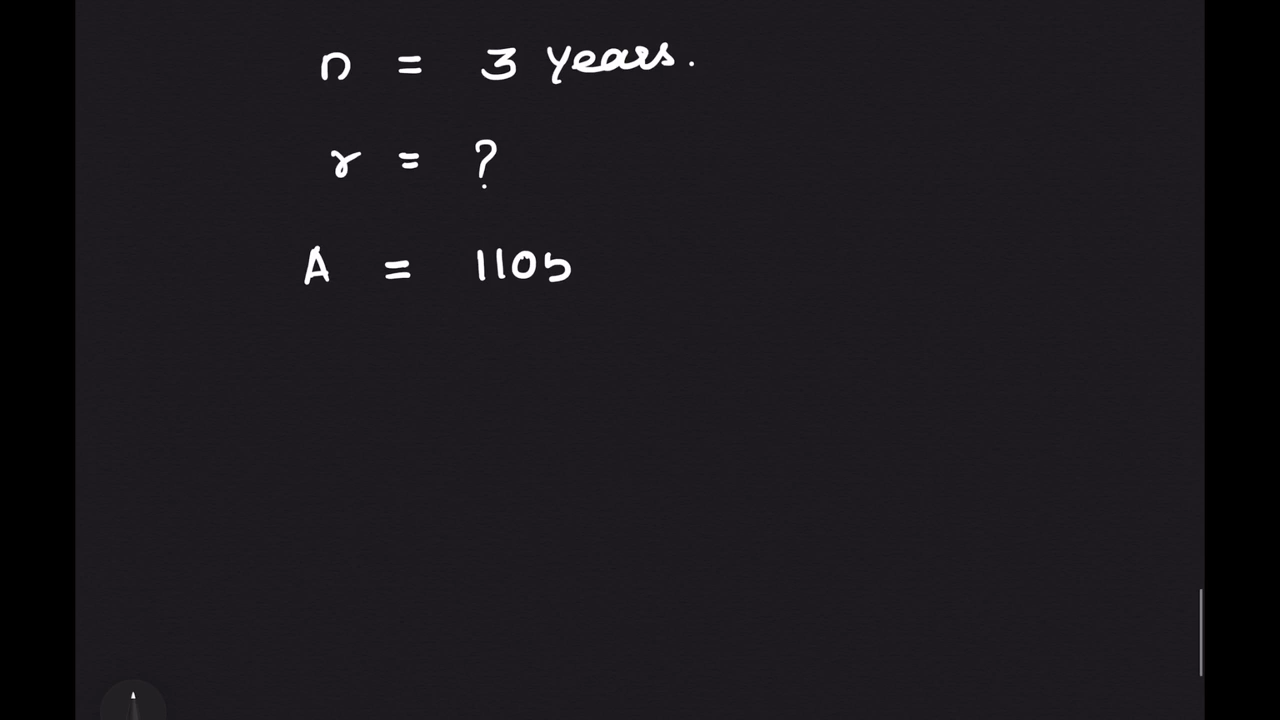 n = 3 years.
r = ?
A = 1105